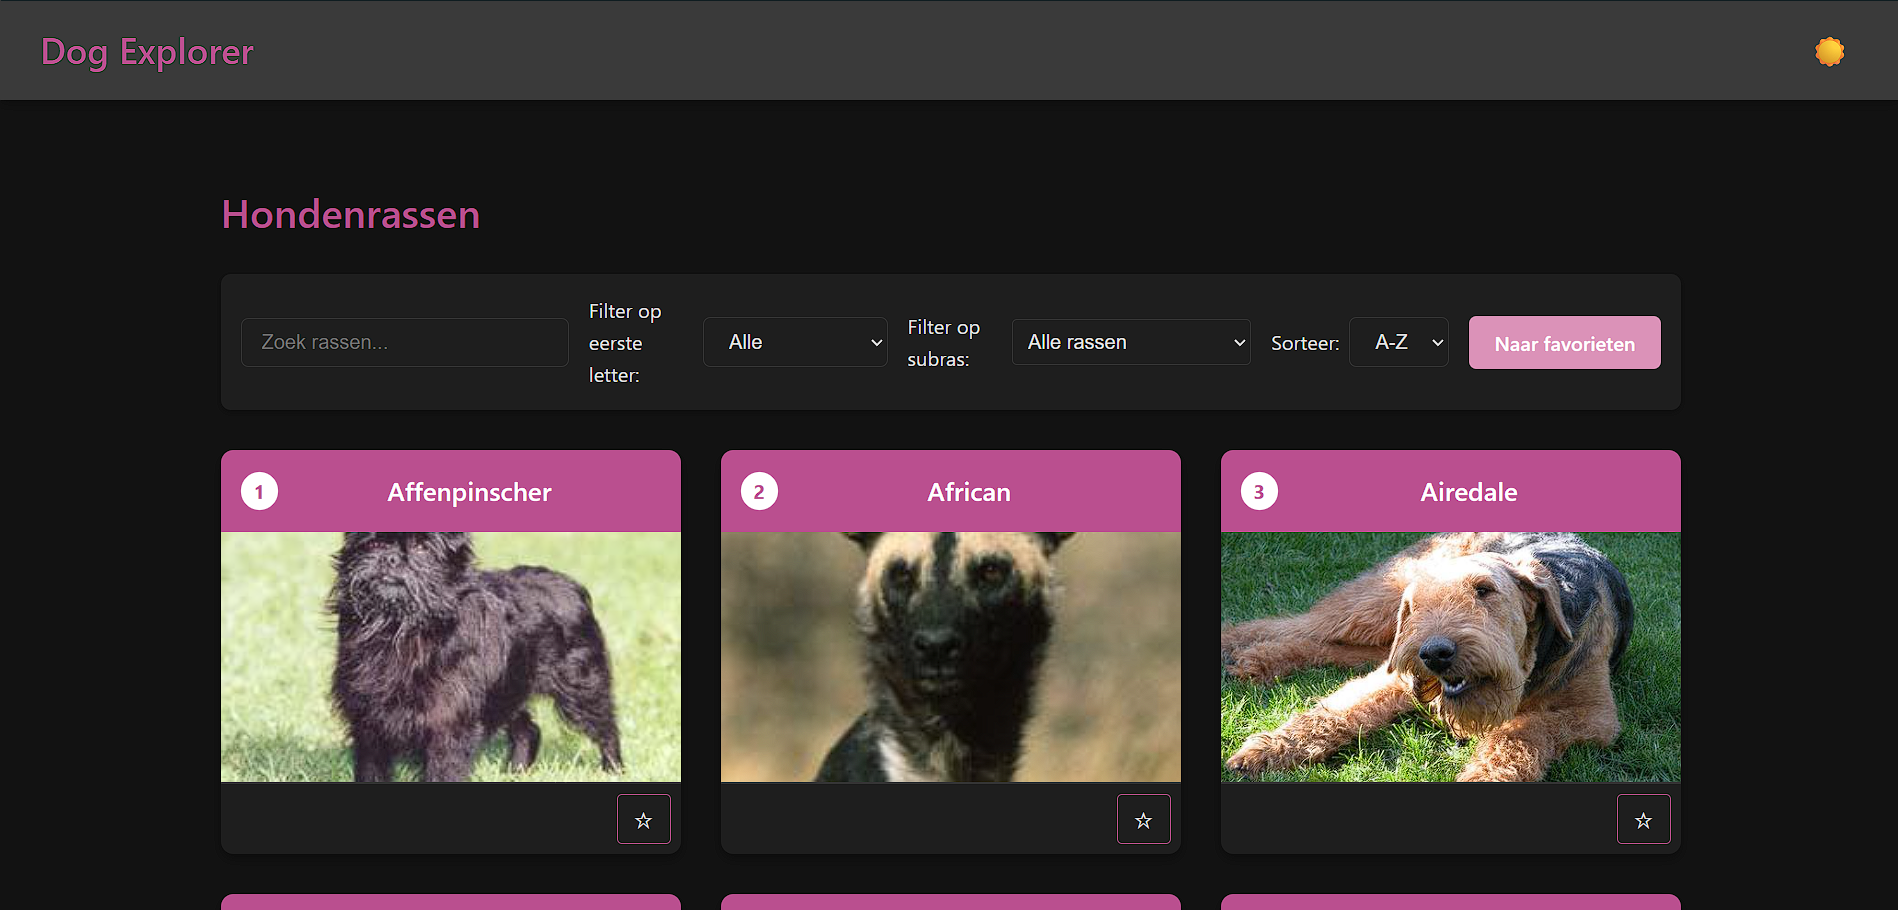 Dog Explorer
Hondenrassen
Zoek rassen...
Filter op
eerste
letter:
Alle
Filter op
subras:
Alle rassen
Sorteer:
A-Z
Naar favorieten
1
Affenpinscher
2
African
3
Airedale